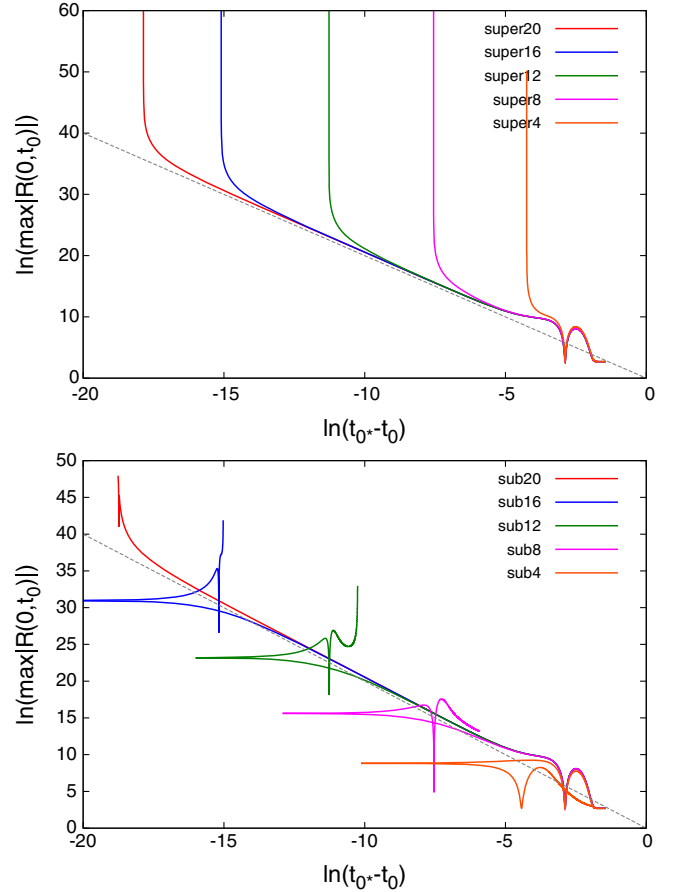 60
50
40
30
20
10
0
ln(max|R(0,t0)|)
super20
super16
super12
super8
super4
-20
-15
-10
-5
0
ln(t0*-t0)
50
45
40
35
30
25
20
15
10
5
0
ln(max|R(0,t0)|)
sub20
sub16
sub12
sub8
sub4
-20
-15
-10
-5
0
ln(t0*-t0)